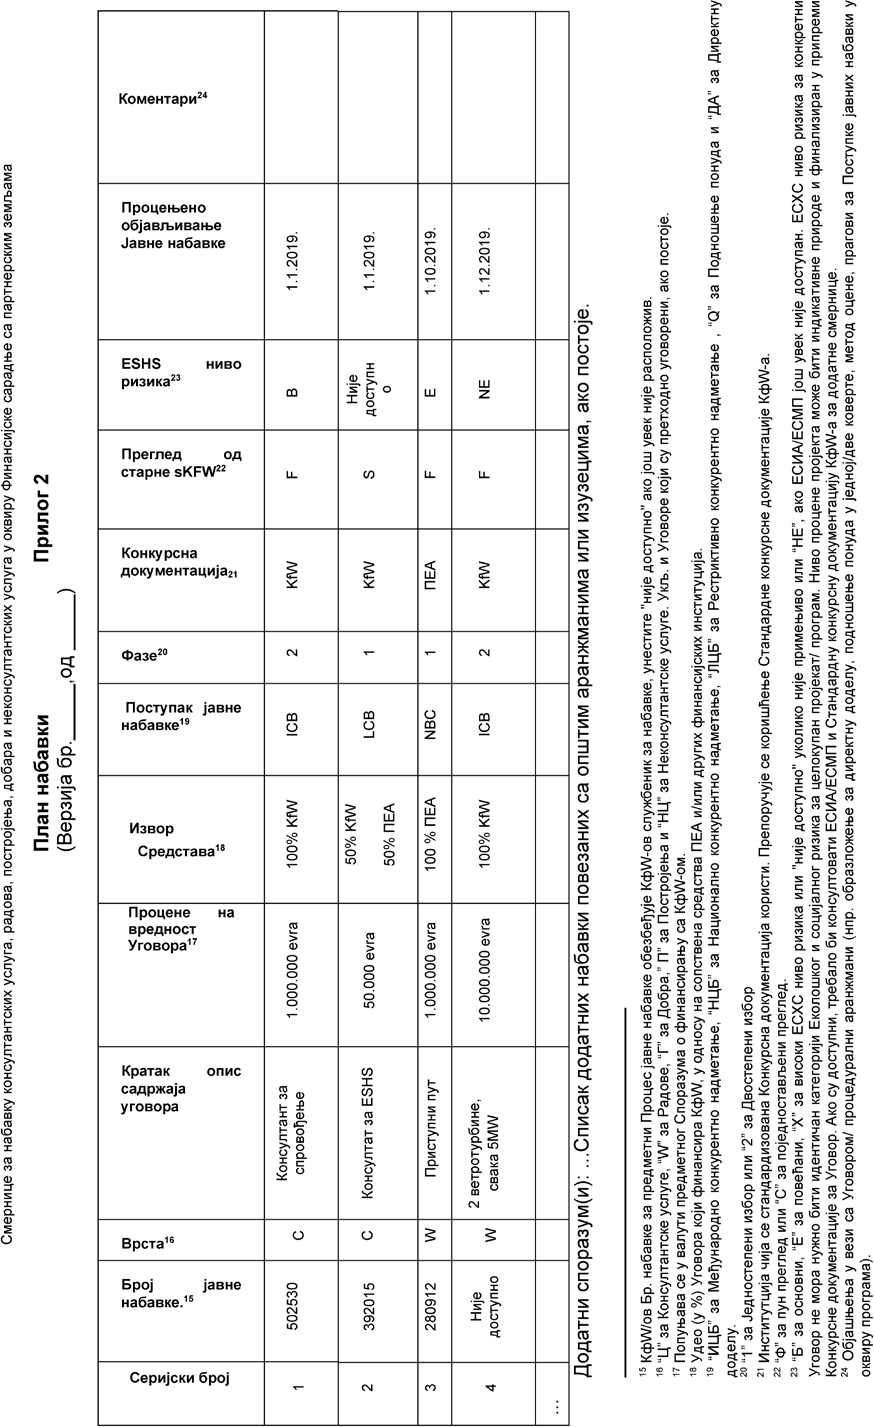 Смернице за набавку консултантских услуга, радова, постројења, добара и неконсултантских услуга у оквиру Финансијске сарадње са партнерским земљама
План набавки Прилог 2
(Верзија бр._____,од _____)
Серијски број
Број јавне набавке.15
Врста16
Кратак опис садржаја уговора
Процене на вредност Уговора17
Извор Средстава18
Поступак јавне набавке19
Фазе20
Конкурсна документација21
Преглед од старне sKFW22
ESHS ниво ризика23
Процењено објављивање Јавне набавке
Коментари24
1 502530 C Консултант за спровођење 1.000.000 evra 100% KfW ICB 2 KfW F B 1.1.2019.
2 392015 C Консултат за ESHS 50.000 evra 50% KfW 50% ПЕА LCB 1 KfW S Није доступн о 1.1.2019.
3 280912 W Приступни пут 1.000.000 evra 100 % ПЕА NBC 1 ПЕА F E 1.10.2019.
4 Није доступно W 2 ветротурбине, свака 5MW 10.000.000 evra 100% KfW ICB 2 KfW F NE 1.12.2019.
...
Додатни споразум(и): ...Списак додатних набавки повезаних са општим аранжманима или изузецима, ако постоје.
15 КфW/ов Бр. набавке за предметни Процес јавне набавке обезбеђује КфW-ов службеник за набавке, унестите "није доступно" ако још увек није расположив.
16 “Ц” за Консултантске услуге, “W” за Радове, “Г” за Добра,” П” за Постројења и “НЦ” за Неконсултантске услуге. Укљ. и Уговоре који су претходно уговорени, ако постоје.
17 Попуњава се у валути предметног Споразума о финансирању са КфW-ом.
18 Удео (у %) Уговора који финансира КфW, у односу на сопствена средства ПЕА и/или других финансијских институција.
19 “ИЦБ” за Међународно конкурентно надметање, “НЦБ” за Национално конкурентно надметање, “ЛЦБ” за Рестриктивно конкурентно надметање , “Q” за Подношење понуда и “ДА” за Директну
доделу.
20 “1” за Једностепени избор или “2” за Двостепени избор
21 Институтција чија се стандардизована Конкурсна документација користи. Препоручује се коришћење Стандардне конкурсне документације КфW-а.
22 “Ф” за пун преглед или “С” за поједностављени преглед.
23 “Б” за основни, “Е” за повећани, “Х” за високи ЕСХС ниво ризика или "није доступно" уколико није примењиво или “НЕ”, ако ЕСИА/ЕСМП још увек није доступан. ЕСХС ниво ризика за конкретни
Уговор не мора нужно бити идентичан категорији Еколошког и социјалног ризика за целокупан пројекат/ програм. Ниво процене пројекта може бити индикативне природе и финализиран у припреми
Конкурсне документације за Уговор. Ако су доступни, требало би консултовати ЕСИА/ЕСМП и Стандардну конкурсну документацију КфW-а за додатне смернице.
24 Објашњења у вези са Уговором/ процедурални аранжмани (нпр. образложење за директну доделу, подношење понуда у једној/две коверте, метод оцене, прагови за Поступке јавних набавки у
оквиру програма).